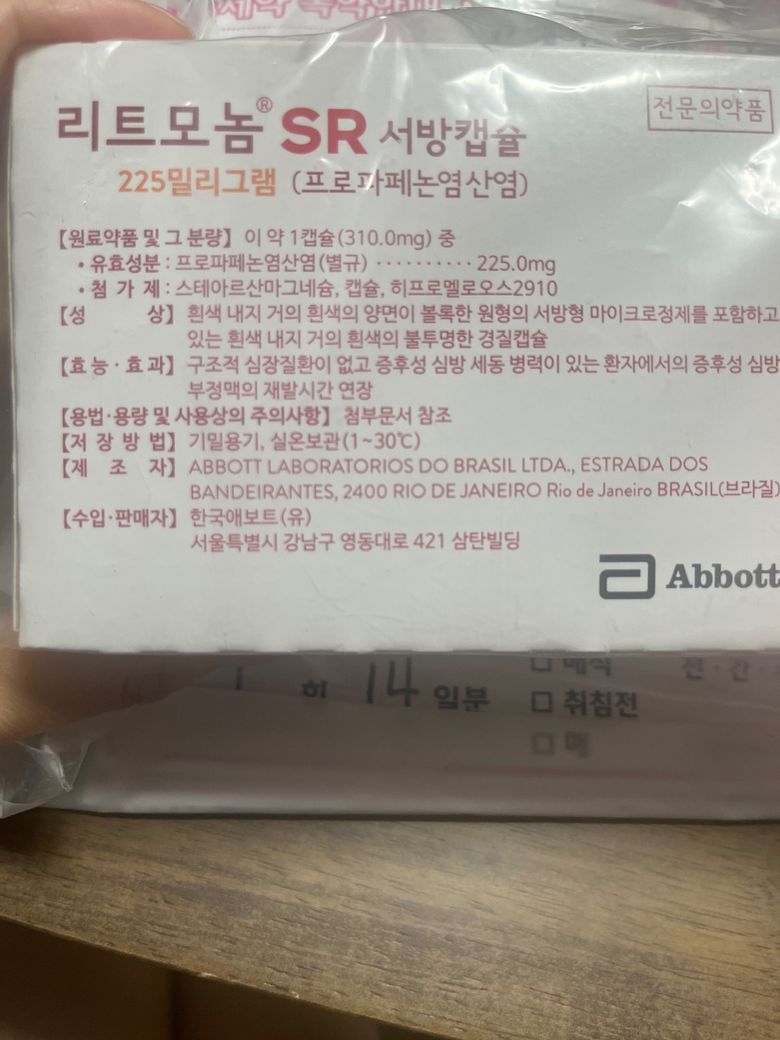 리트모놈® SR 서방캡슐
전문의약품
225밀리그램 (프로파페논염산염)
【원료약품 및 그 분량】 이 약 1캡슐(310.0mg) 중
• 유효성분 : 프로파페논염산염(별규) ·········· 225.0mg
• 첨 가 제 : 스테아르산마그네슘, 캡슐, 히프로멜로오스2910
【성 상】 흰색 내지 거의 흰색의 양면이 볼록한 원형의 서방형 마이크로정제를 포함하고
있는 흰색 내지 거의 흰색의 불투명한 경질캡슐
【효능·효과】 구조적 심장질환이 없고 증후성 심방 세동 병력이 있는 환자에서의 증후성 심방
부정맥의 재발시간 연장
【용법·용량 및 사용상의 주의사항】 첨부문서 참조
【저 장 방 법】 기밀용기, 실온보관(1~30℃)
【제 조 자】 ABBOTT LABORATORIOS DO BRASIL LTDA., ESTRADA DOS
BANDEIRANTES, 2400 RIO DE JANEIRO Rio de Janeiro BRASIL(브라질)
【수입·판매자】 한국애보트(유)
서울특별시 강남구 영동대로 421 삼탄빌딩
Abbott
14 일분
□ 취침전